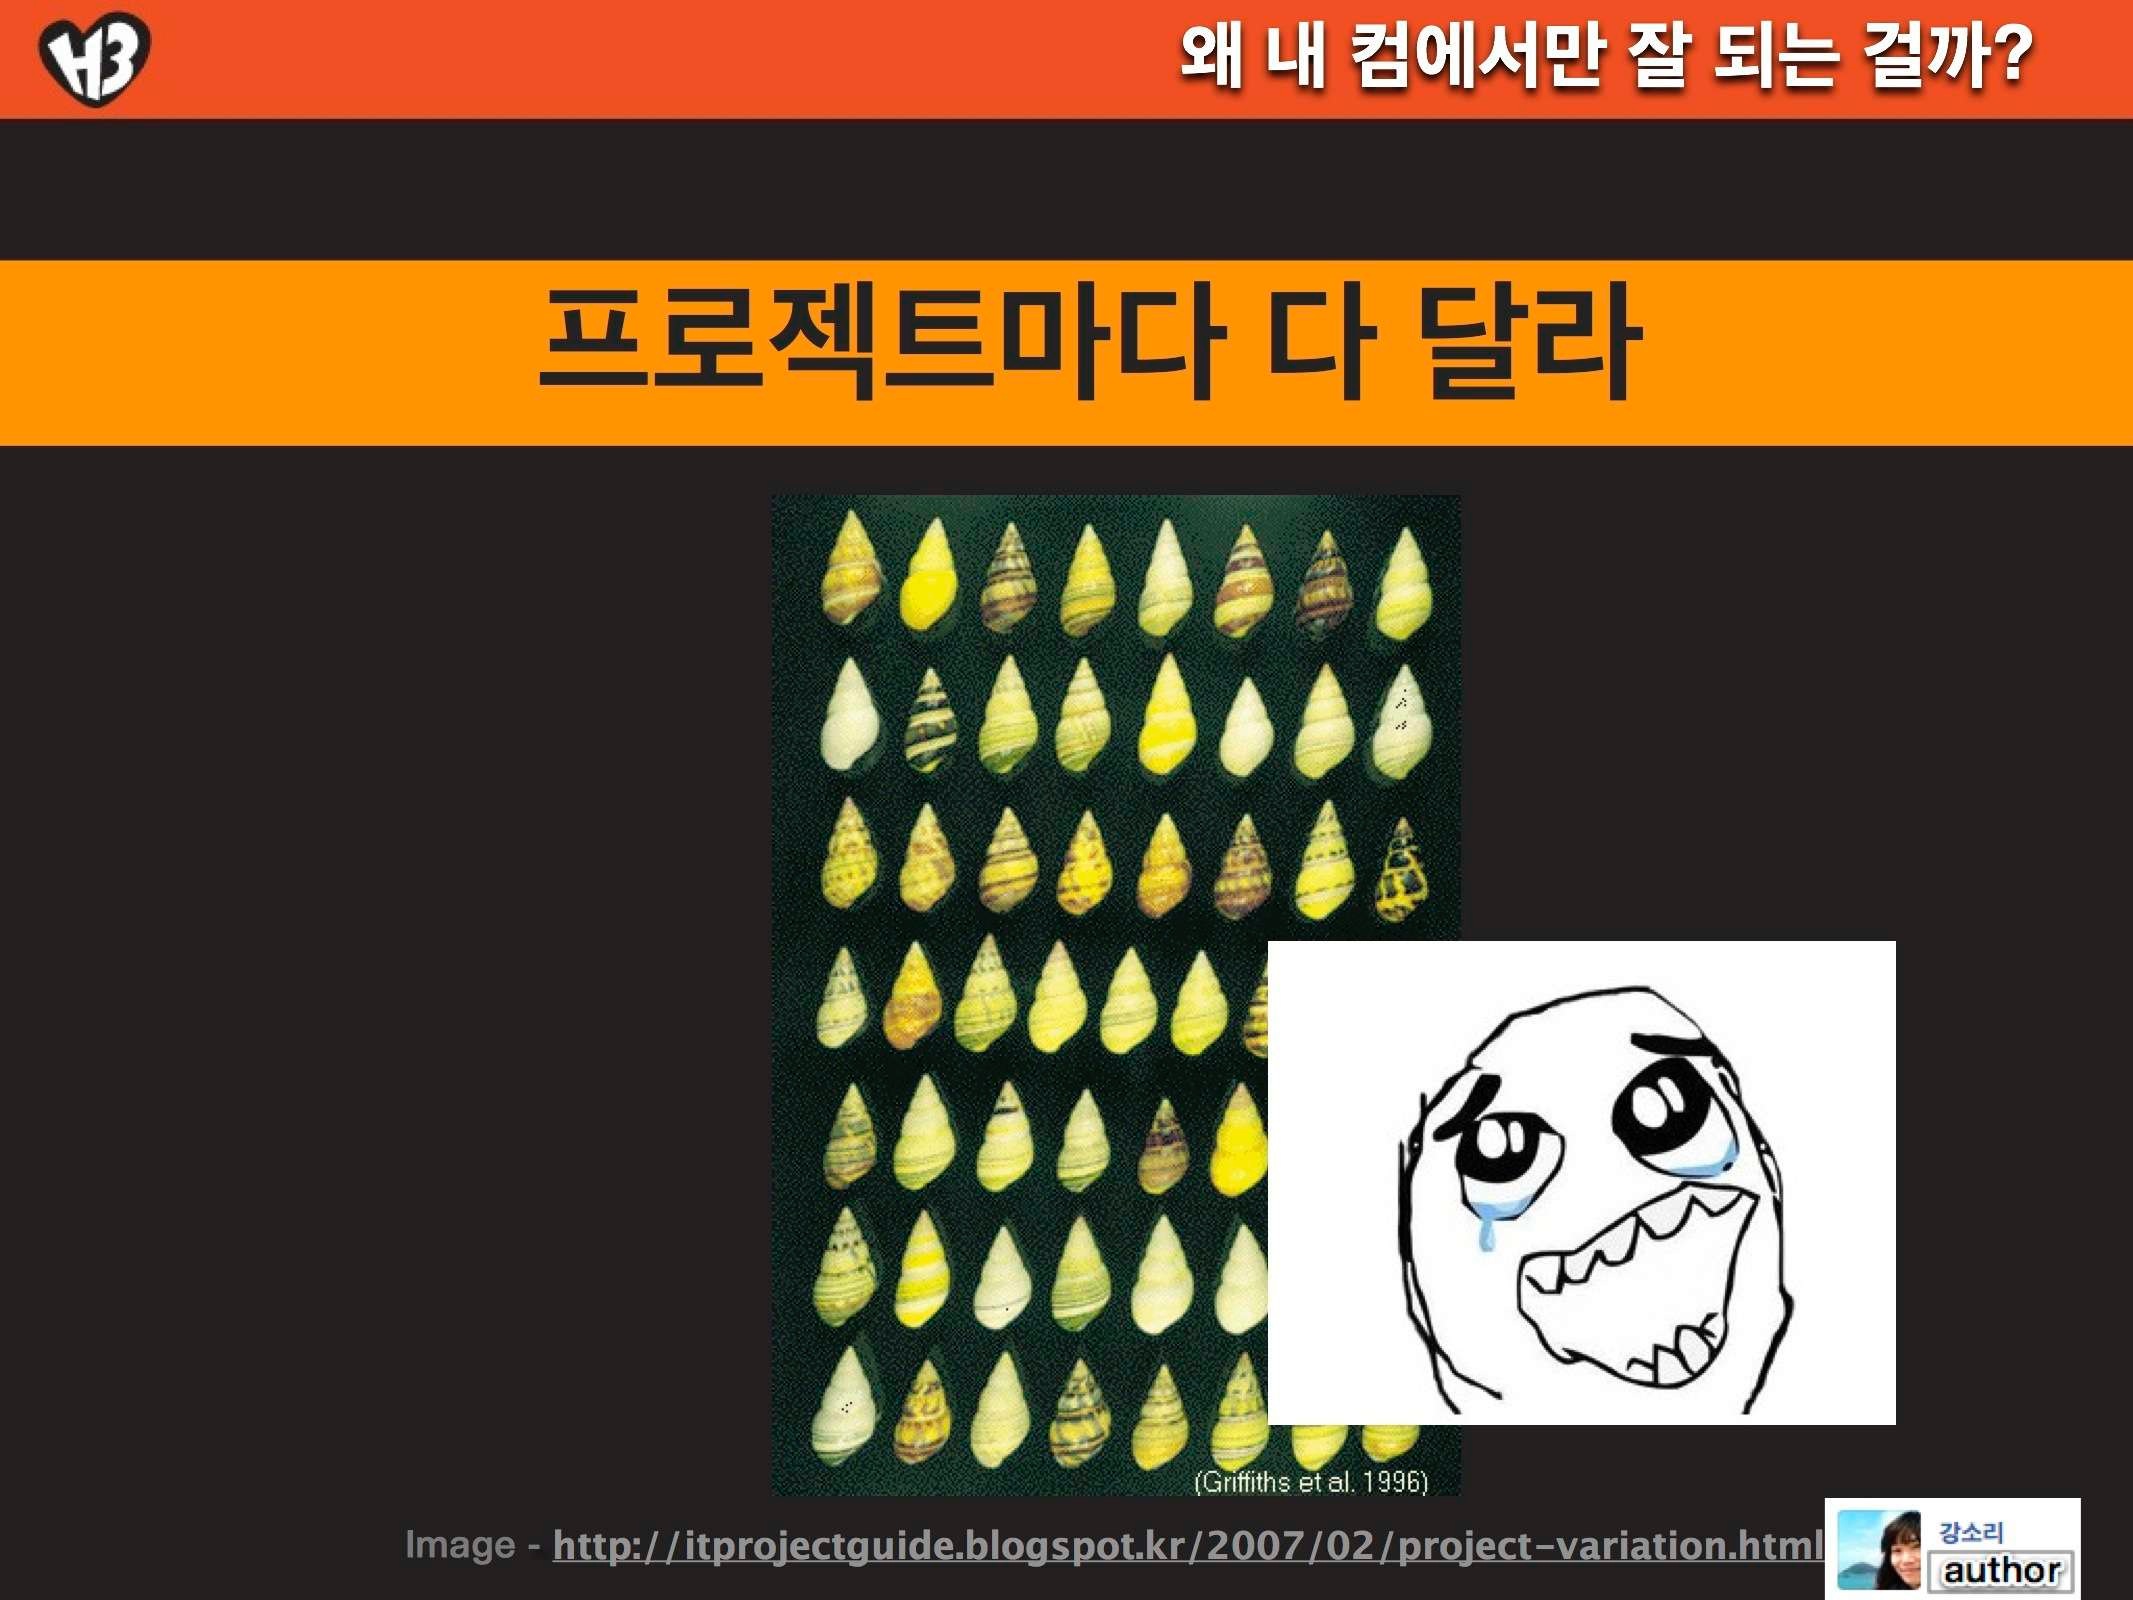 H3
왜 내 컴에서만 잘 되는 걸까?
프로젝트마다 다 달라
(Griffiths et al. 1996)
Image - http://itprojectguide.blogspot.kr/2007/02/project-variation.html
강소리
author